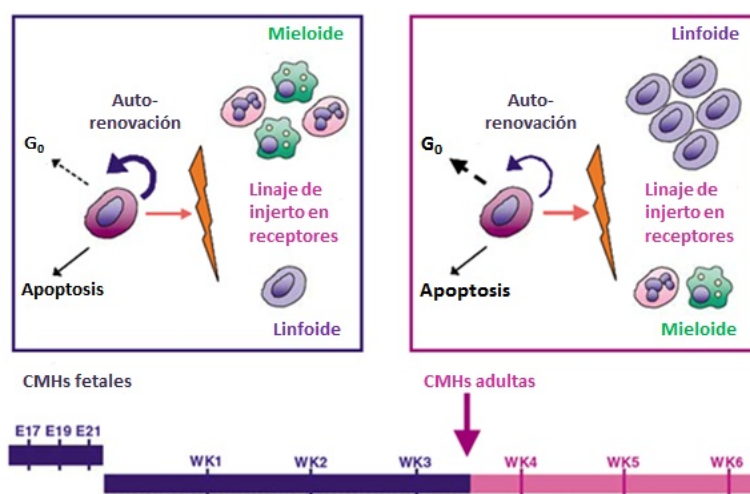 Mieloide
Auto-
renovación
G₀
Linaje de
injerto en
receptores
Apoptosis
Linfoide
Linfoide
Auto-
renovación
G₀
Linaje de
injerto en
receptores
Apoptosis
Mieloide
CMHs fetales
CMHs adultas
E17 E19 E21
WK1 WK2 WK3 WK4 WK5 WK6